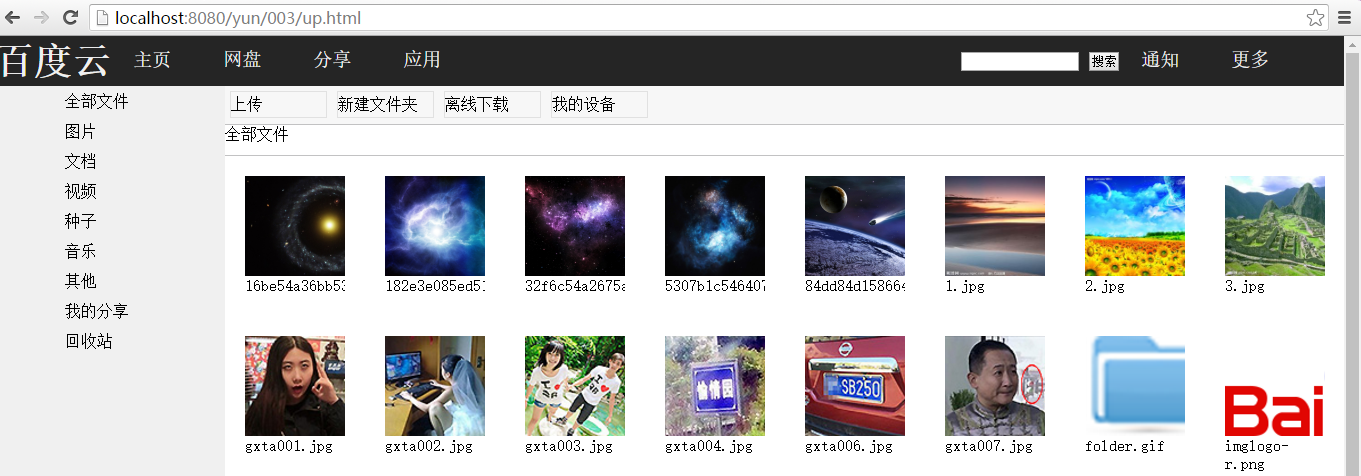 localhost:8080/yun/003/up.html
百度云 主页 网盘 分享 应用 搜索 通知 更多
全部文件
图片
文档
视频
种子
音乐
其他
我的分享
回收站
上传 新建文件夹 离线下载 我的设备
全部文件
16be54a36bb53 182e3e085ed51 32f6c54a2675a 5307b1c546407 84dd84d158664 1.jpg 2.jpg 3.jpg
偷情园
SB250
Bai
gxta001.jpg gxta002.jpg gxta003.jpg gxta004.jpg gxta006.jpg gxta007.jpg folder.gif imglogo-
r.png